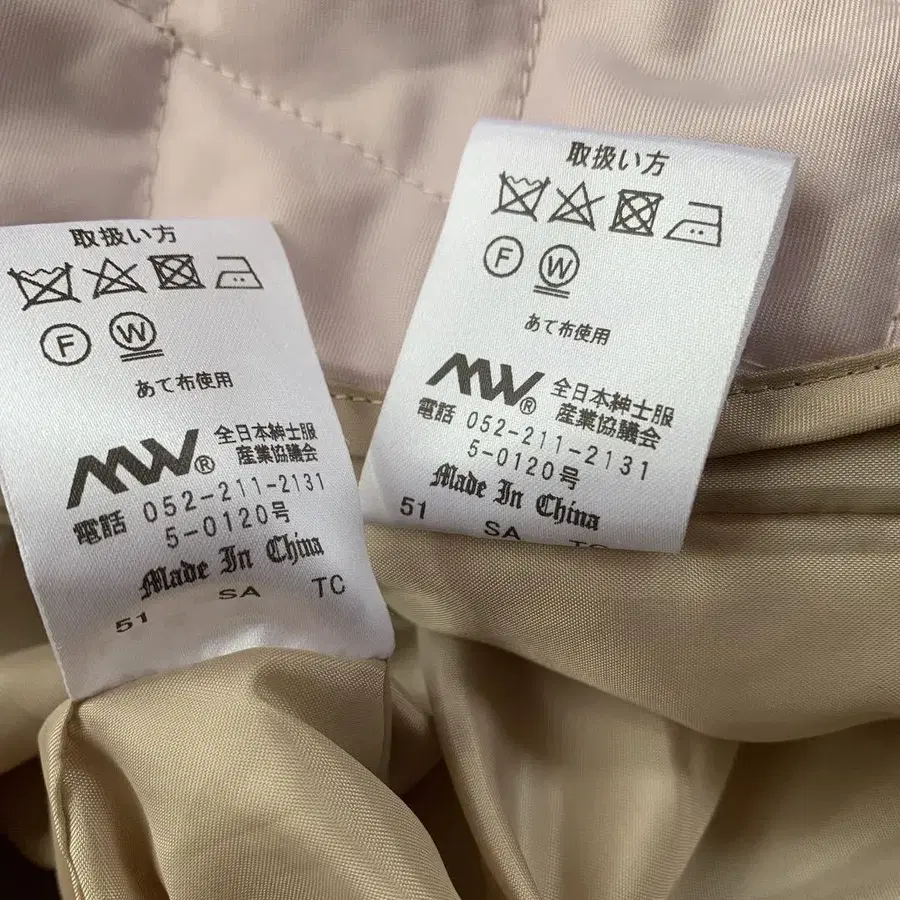 取扱い方
F W
あて布使用
MW® 全日本紳士服
産業協議会
電話 052-211-2131
5-0120号
Made In China
51 SA TC
取扱い方
F W
あて布使用
MW® 全日本紳士服
産業協議会
電話 052-211-2131
5-0120号
Made In China
51 SA